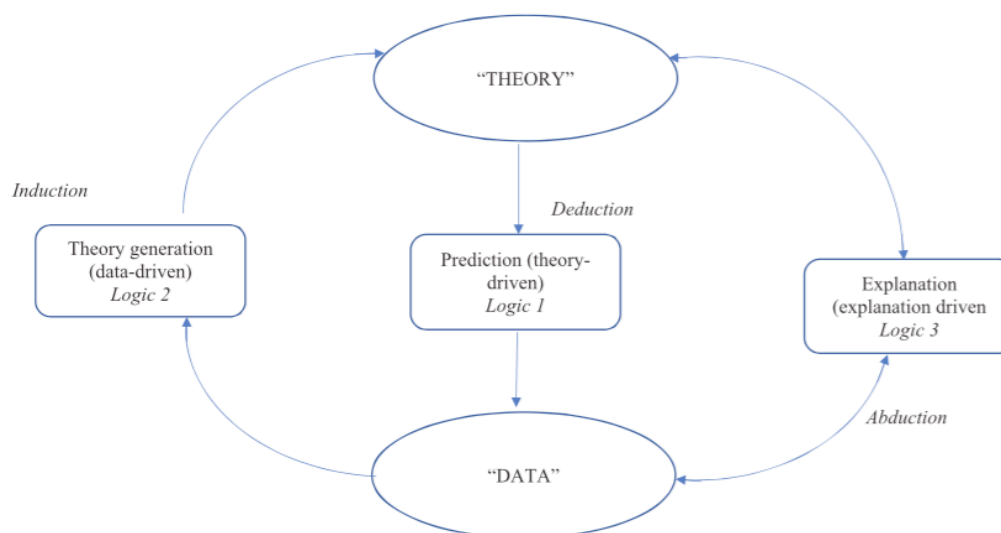 “THEORY”
Induction
Deduction
Theory generation
(data-driven)
Logic 2
Prediction (theory-
driven)
Logic 1
Explanation
(explanation driven
Logic 3
Abduction
“DATA”